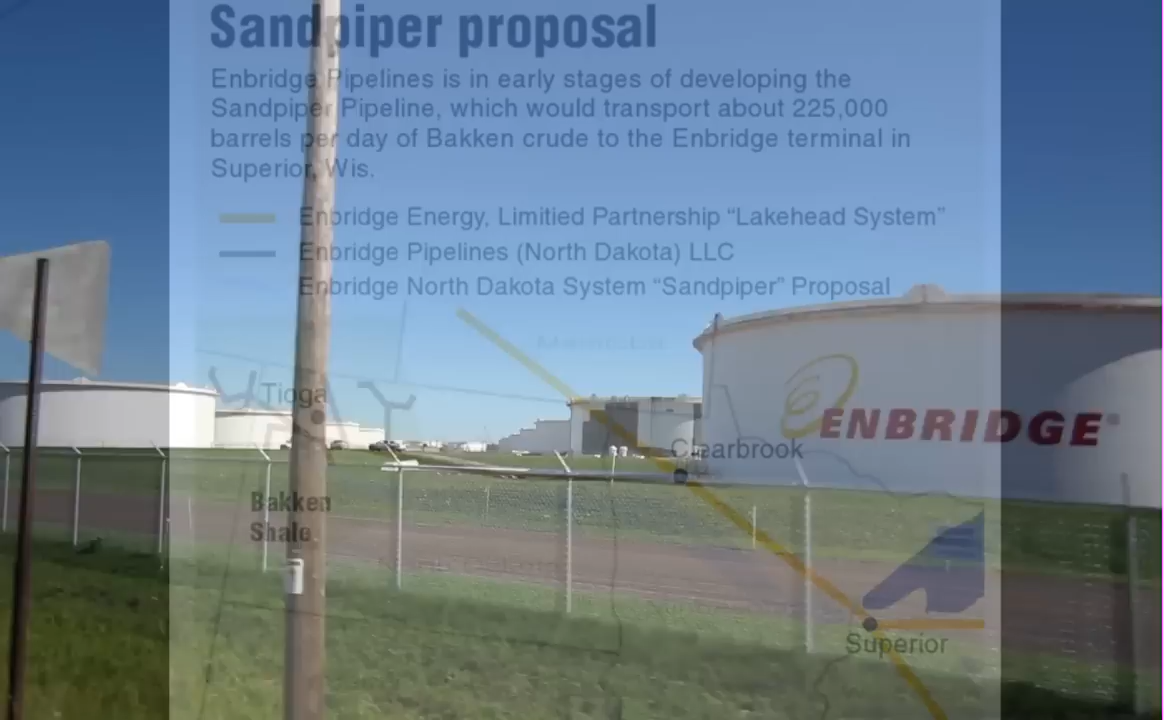 Sandpiper proposal
Enbridge Pipelines is in early stages of developing the
Sandpiper Pipeline, which would transport about 225,000
barrels per day of Bakken crude to the Enbridge terminal in
Superior, Wis.
Enbridge Energy, Limitied Partnership “Lakehead System”
Enbridge Pipelines (North Dakota) LLC
Enbridge North Dakota System “Sandpiper” Proposal
Tioga
ENBRIDGE
Clearbrook
Bakken
Shale
Superior